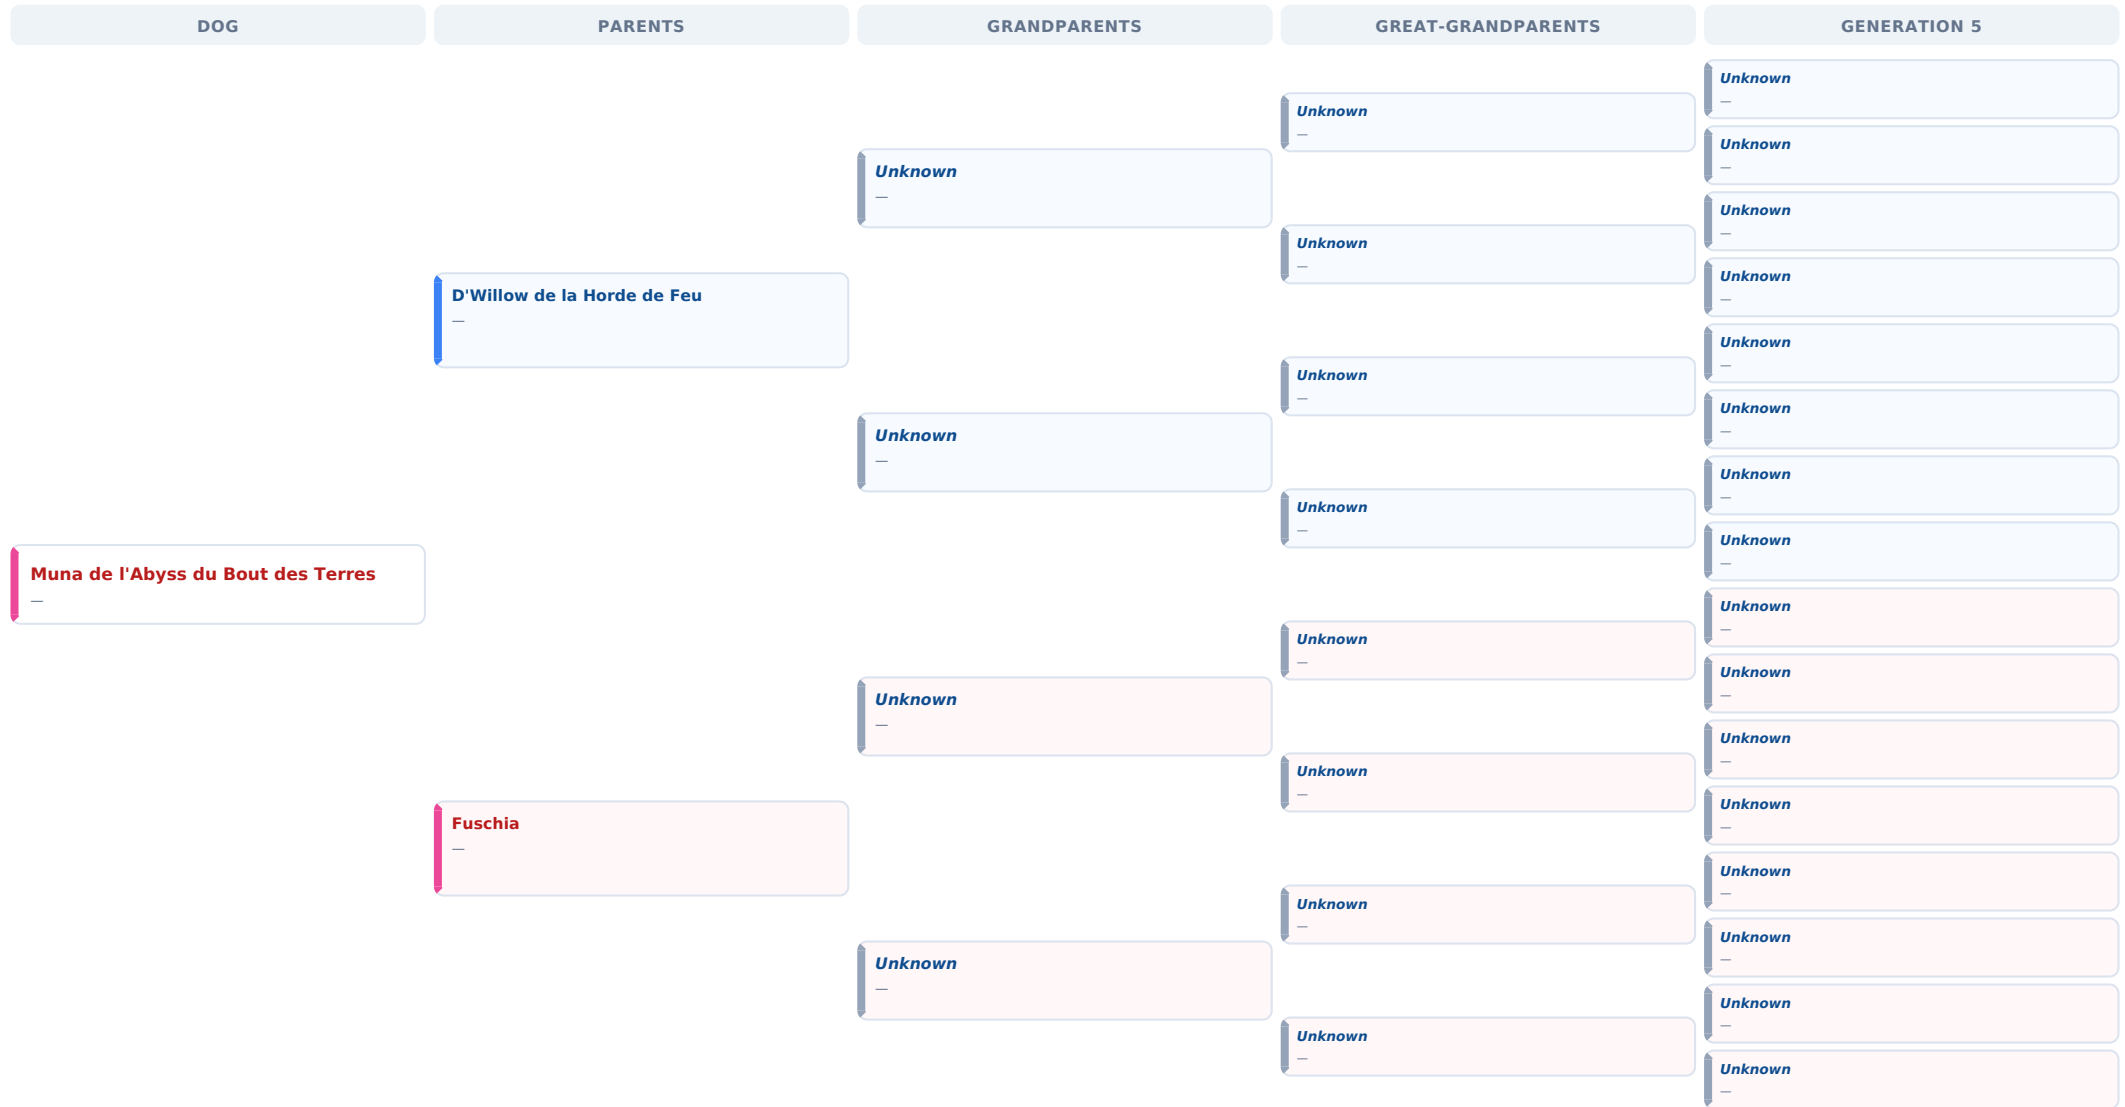 DOG
PARENTS
GRANDPARENTS
GREAT-GRANDPARENTS
GENERATION 5
Muna de l'Abyss du Bout des Terres
—
D'Willow de la Horde de Feu
—
Fuschia
—
Unknown
—
Unknown
—
Unknown
—
Unknown
—
Unknown
—
Unknown
—
Unknown
—
Unknown
—
Unknown
—
Unknown
—
Unknown
—
Unknown
—
Unknown
—
Unknown
—
Unknown
—
Unknown
—
Unknown
—
Unknown
—
Unknown
—
Unknown
—
Unknown
—
Unknown
—
Unknown
—
Unknown
—
Unknown
—
Unknown
—
Unknown
—
Unknown
—